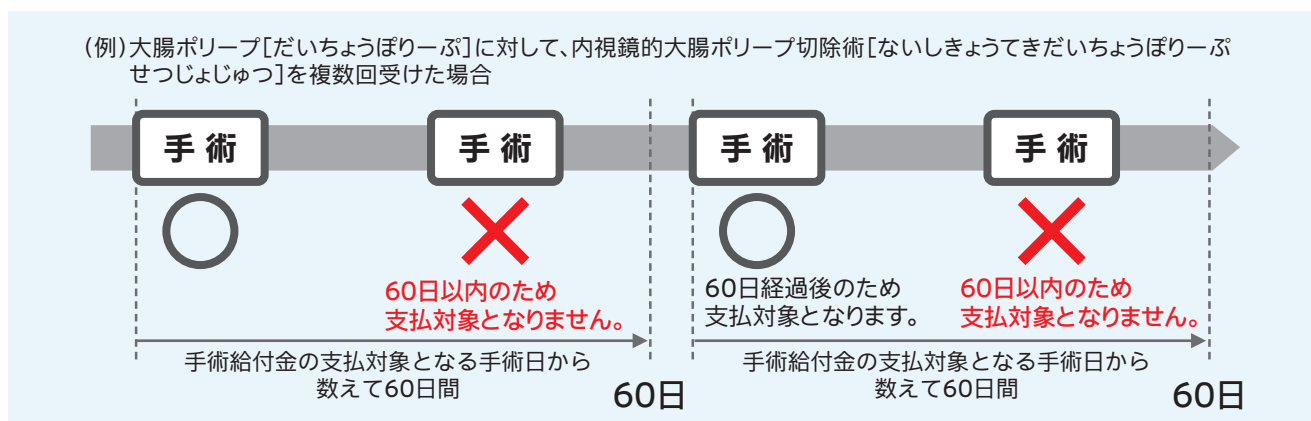 (例)大腸ポリープ[だいちょうぽりーぷ]に対して、内視鏡的大腸ポリープ切除術[ないしきょうてきだいちょうぽりーぷ
せつじょじゅつ]を複数回受けた場合
手術
手術
手術
手術
60日以内のため
支払対象となりません。
60日経過後のため
支払対象となります。
60日以内のため
支払対象となりません。
手術給付金の支払対象となる手術日から
数えて60日間
60日
手術給付金の支払対象となる手術日から
数えて60日間
60日